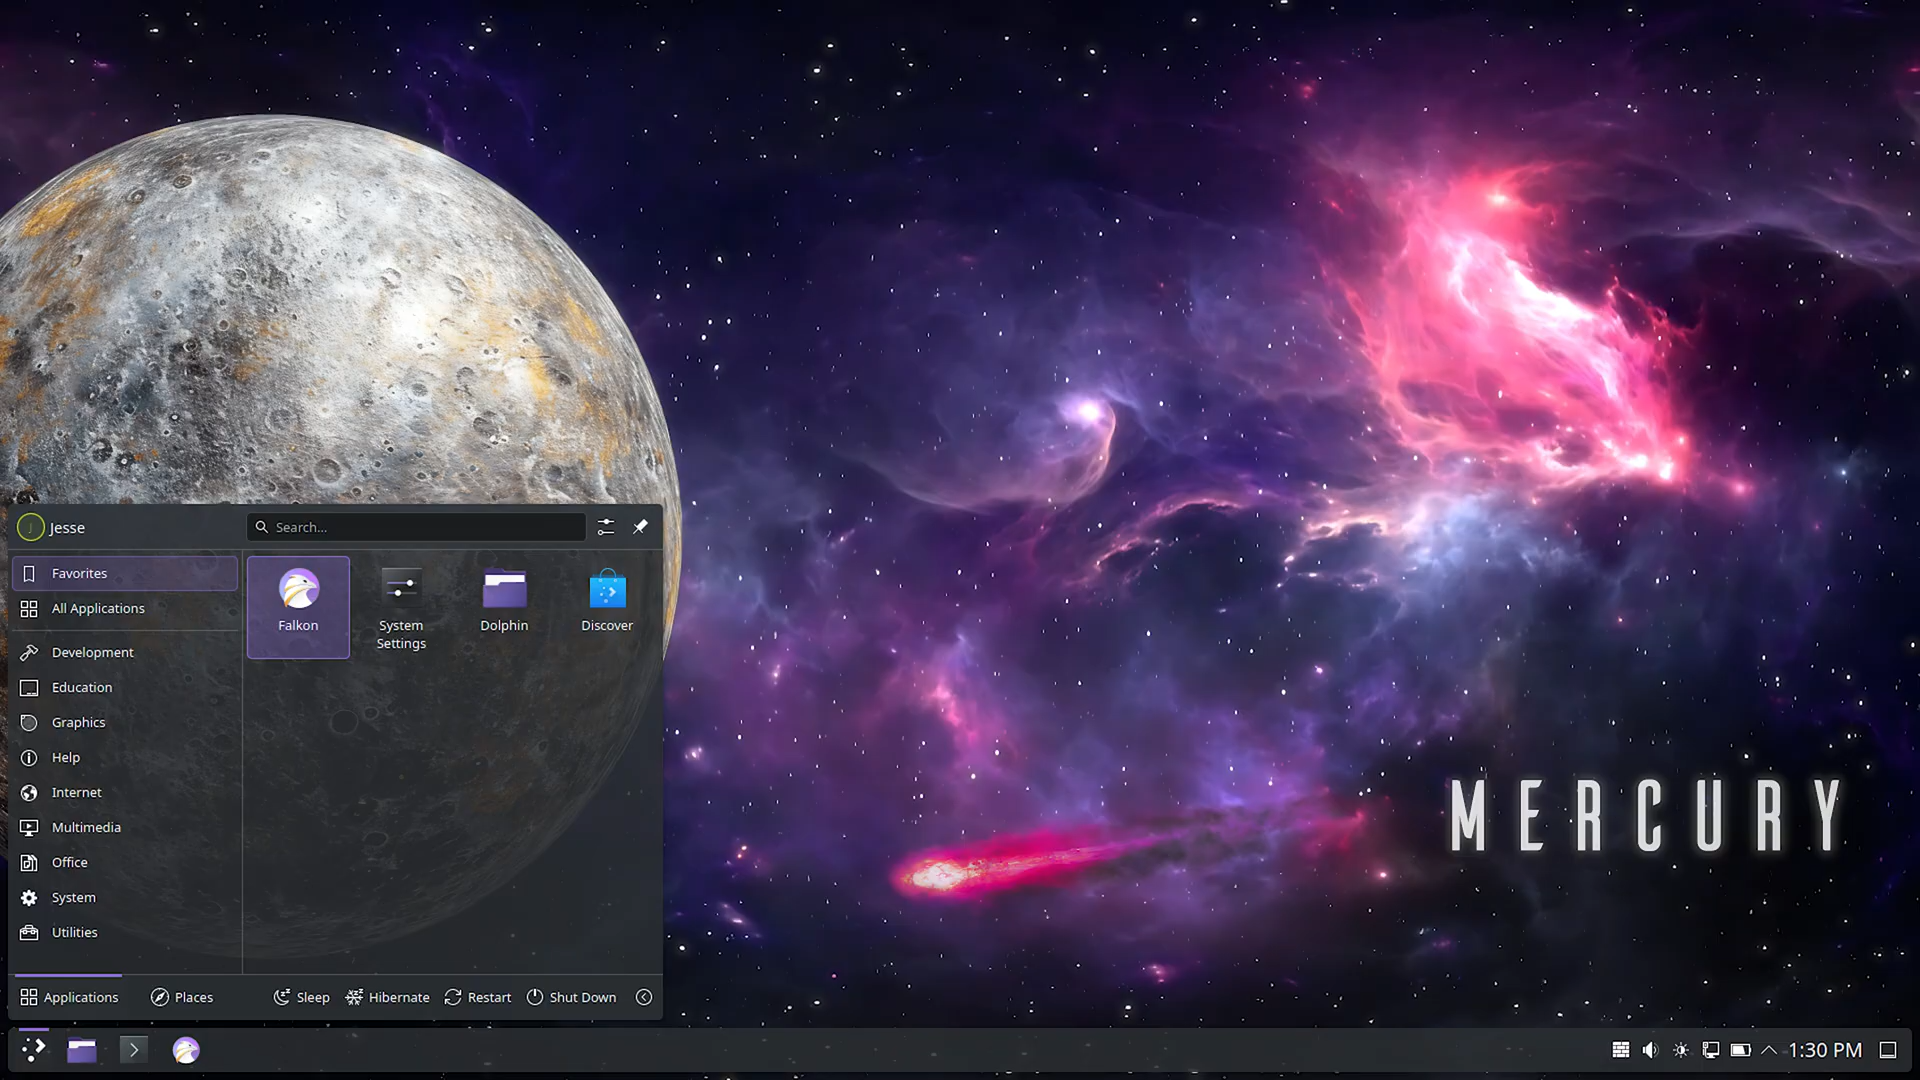 MERCURY
J
Jesse
Search...
Favorites
All Applications
Development
Education
Graphics
Help
Internet
Multimedia
Office
System
Utilities
Falkon
System
Settings
Dolphin
Discover
Applications
Places
Sleep
Hibernate
Restart
Shut Down
1:30 PM